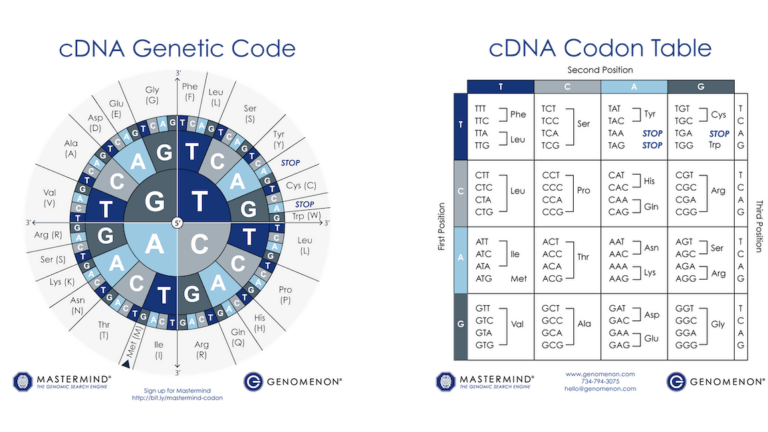 cDNA Genetic Code
3'
Gly
(G)
Phe
(F)
Leu
(L)
Ser
(S)
Tyr
(Y)
STOP
Cys (C)
STOP
Trp (W)
Leu
(L)
Pro
(P)
His
(H)
Gln
(Q)
Arg
(R)
Ile
(I)
Met (M)
Thr
(T)
Asn
(N)
Lys (K)
Ser (S)
Arg (R)
Val
(V)
Ala
(A)
Asp
(D)
Glu
(E)
3'
3'
3'
5'
G T
A C
T C A G
T C A G
T C A G
T C A G
MASTERMIND®
THE GENOMIC SEARCH ENGINE
Sign up for Mastermind
http://bit.ly/mastermind-codon
GENOMENON®
cDNA Codon Table
Second Position
T C A G
First Position
Third Position
T
TTT TTC Phe
TTA TTG Leu
TCT TCC TCA TCG Ser
TAT TAC Tyr
TAA STOP
TAG STOP
TGT TGC Cys
TGA STOP
TGG Trp
T C A G
C
CTT CTC CTA CTG Leu
CCT CCC CCA CCG Pro
CAT CAC His
CAA CAG Gln
CGT CGC CGA CGG Arg
T C A G
A
ATT ATC ATA Ile
ATG Met
ACT ACC ACA ACG Thr
AAT AAC Asn
AAA AAG Lys
AGT AGC Ser
AGA AGG Arg
T C A G
G
GTT GTC GTA GTG Val
GCT GCC GCA GCG Ala
GAT GAC Asp
GAA GAG Glu
GGT GGC GGA GGG Gly
T C A G
MASTERMIND®
THE GENOMIC SEARCH ENGINE
www.genomenon.com
734-794-3075
hello@genomenon.com
GENOMENON®